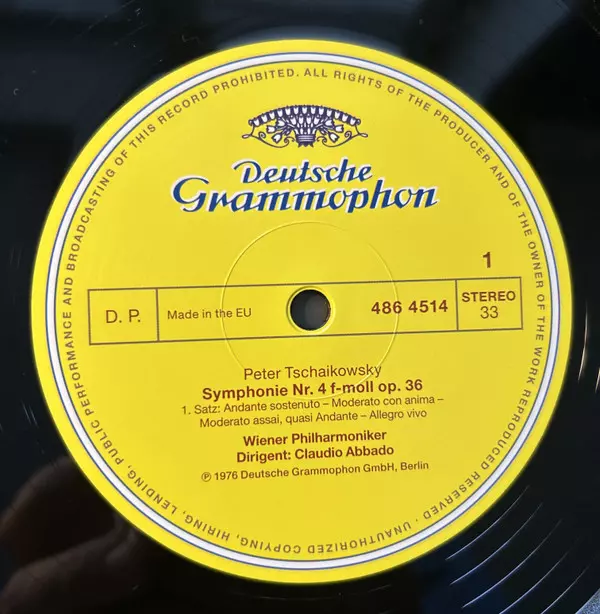 ALL RIGHTS OF THE PRODUCER AND OF THE OWNER OF THE WORK REPRODUCED RESERVED · UNAUTHORIZED COPYING, HIRING, LENDING, PUBLIC PERFORMANCE AND BROADCASTING OF THIS RECORD PROHIBITED.
Deutsche
Grammophon
1
D. P.
Made in the EU
486 4514
STEREO
33
Peter Tschaikowsky
Symphonie Nr. 4 f-moll op. 36
1. Satz: Andante sostenuto – Moderato con anima –
Moderato assai, quasi Andante – Allegro vivo
Wiener Philharmoniker
Dirigent: Claudio Abbado
℗ 1976 Deutsche Grammophon GmbH, Berlin